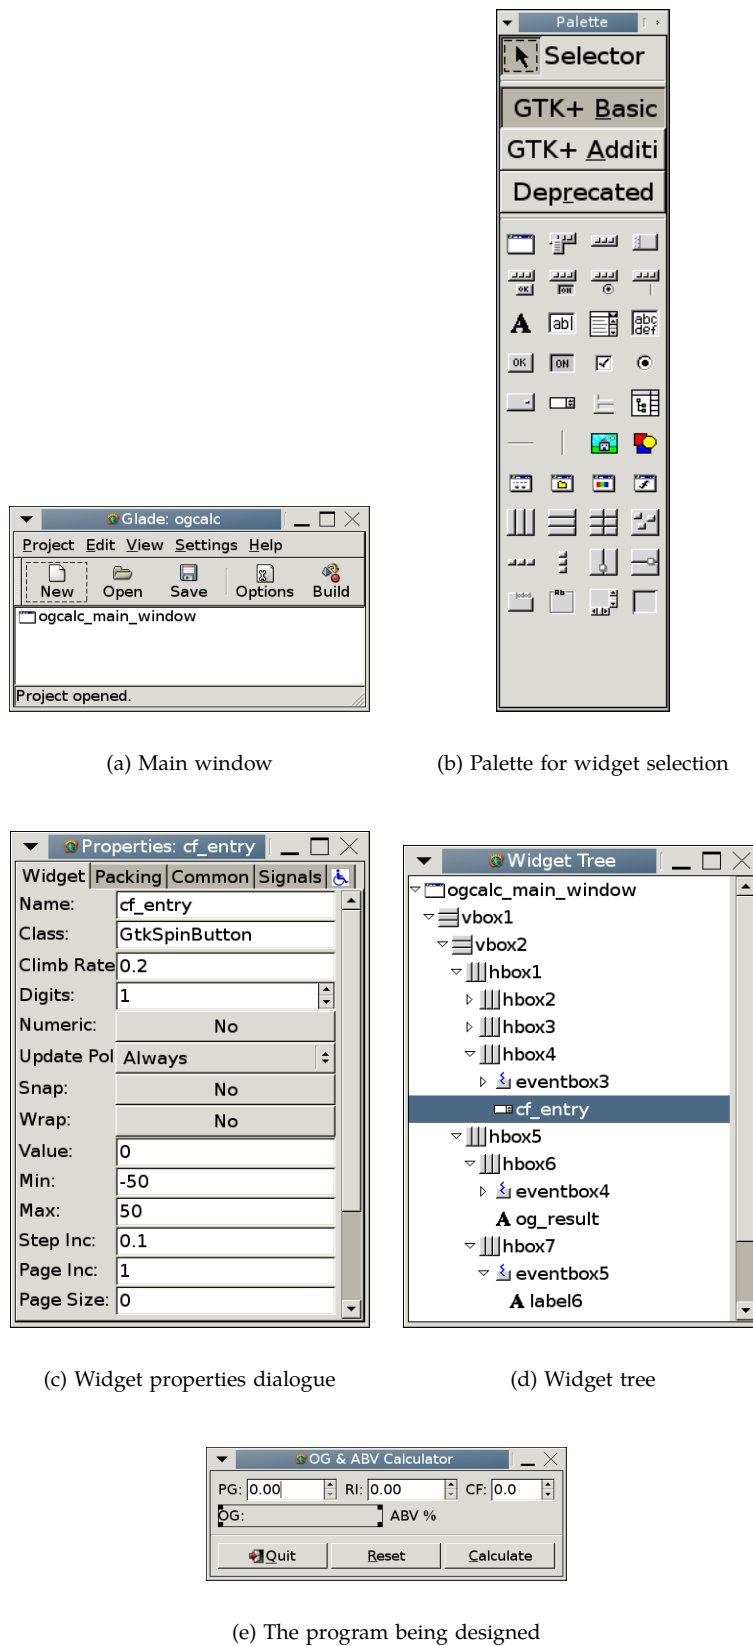 Palette
Selector
GTK+ Basic
GTK+ Additi
Deprecated
OK
ON
A
ab|
abc
def
OK
ON
Glade: ogcalc
Project Edit View Settings Help
New Open Save Options Build
ogcalc_main_window
Project opened.
(a) Main window
(b) Palette for widget selection
Properties: cf_entry
Widget Packing Common Signals
Name: cf_entry
Class: GtkSpinButton
Climb Rate 0.2
Digits: 1
Numeric: No
Update Pol Always
Snap: No
Wrap: No
Value: 0
Min: -50
Max: 50
Step Inc: 0.1
Page Inc: 1
Page Size: 0
(c) Widget properties dialogue
Widget Tree
ogcalc_main_window
vbox1
vbox2
hbox1
hbox2
hbox3
hbox4
eventbox3
cf_entry
hbox5
hbox6
eventbox4
A og_result
hbox7
eventbox5
A label6
(d) Widget tree
OG & ABV Calculator
PG: 0.00 RI: 0.00 CF: 0.0
OG: ABV %
Quit Reset Calculate
(e) The program being designed